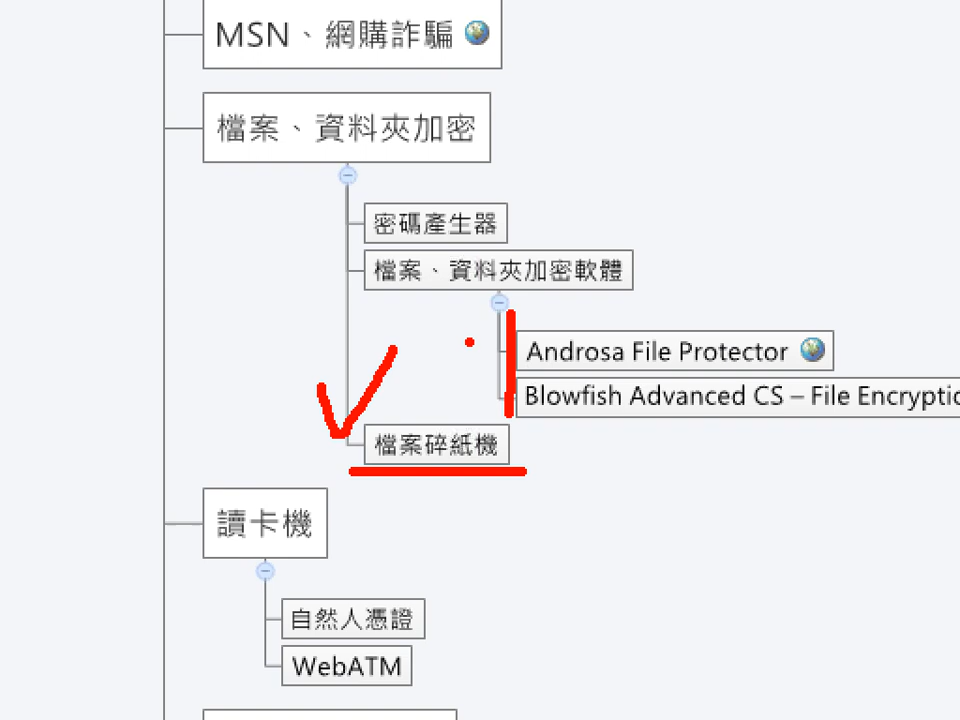 MSN、網購詐騙
檔案、資料夾加密
密碼產生器
檔案、資料夾加密軟體
Androsa File Protector
Blowfish Advanced CS – File Encryptio
檔案碎紙機
讀卡機
自然人憑證
WebATM